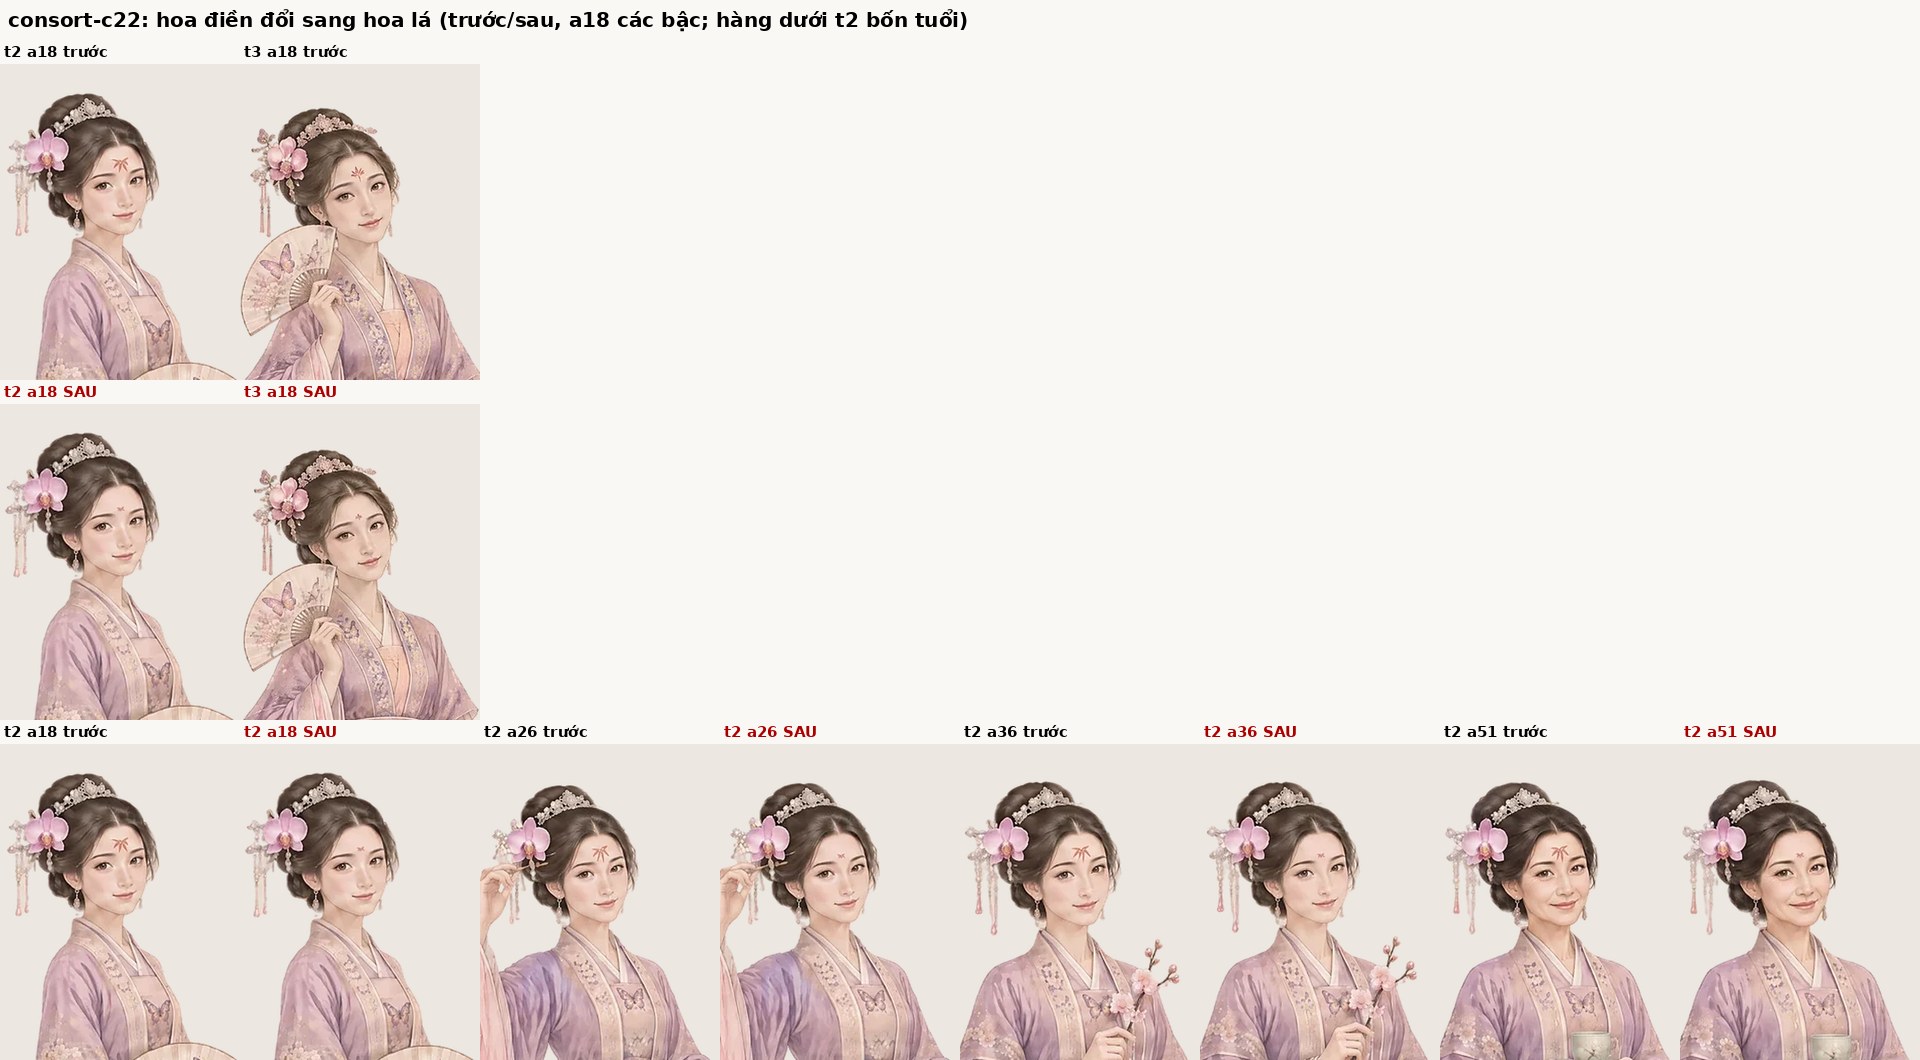 consort-c22: hoa điền đổi sang hoa lá (trước/sau, a18 các bậc; hàng dưới t2 bốn tuổi)
t2 a18 trước
t3 a18 trước
t2 a18 SAU
t3 a18 SAU
t2 a18 trước
t2 a18 SAU
t2 a26 trước
t2 a26 SAU
t2 a36 trước
t2 a36 SAU
t2 a51 trước
t2 a51 SAU